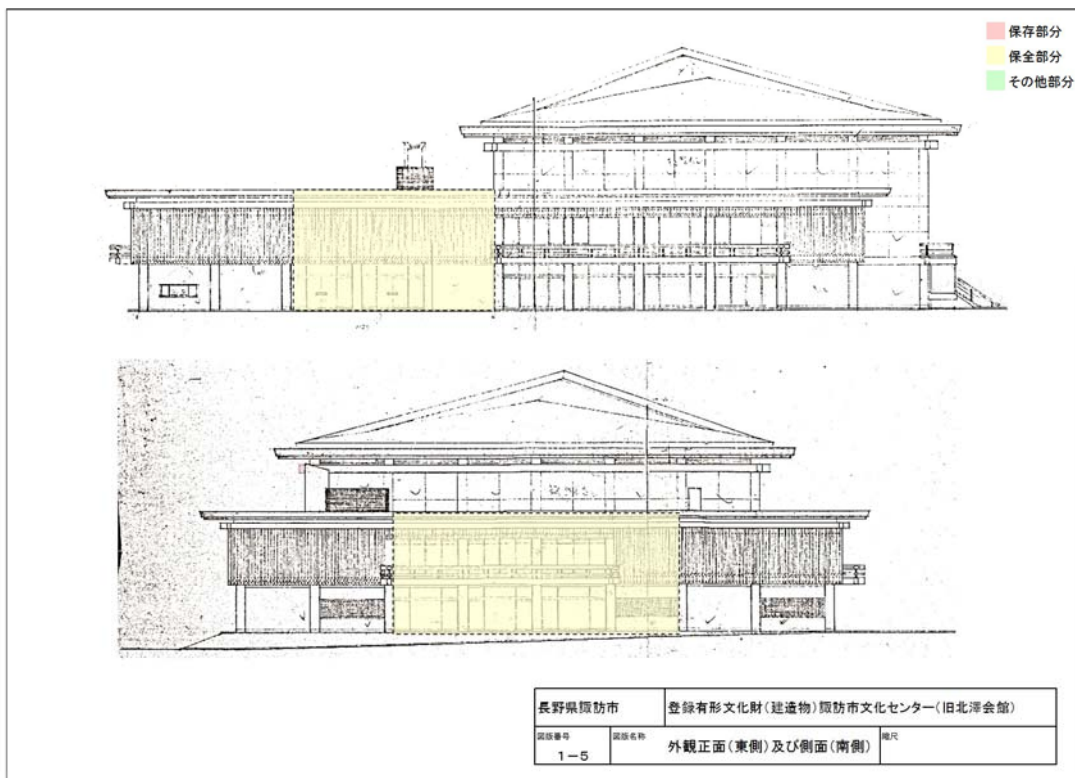 保存部分
保全部分
その他部分
長野県諏訪市
登録有形文化財(建造物)諏訪市文化センター(旧北澤会館)
図版番号
1-5
図版名称
外観正面(東側)及び側面(南側)
縮尺